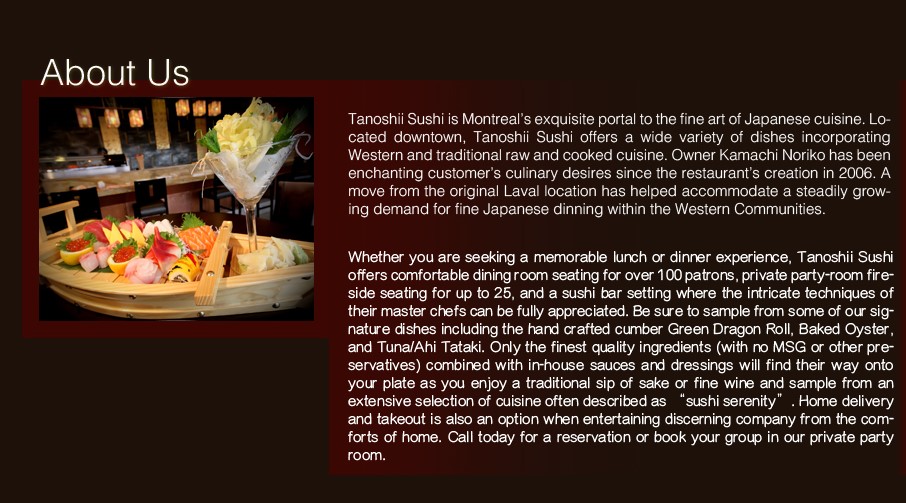 About Us
Tanoshii Sushi is Montreal's exquisite portal to the fine art of Japanese cuisine. Lo-
cated downtown, Tanoshii Sushi offers a wide variety of dishes incorporating
Western and traditional raw and cooked cuisine. Owner Kamachi Noriko has been
enchanting customer's culinary desires since the restaurant's creation in 2006. A
move from the original Laval location has helped accommodate a steadily grow-
ing demand for fine Japanese dinning within the Western Communities.
Whether you are seeking a memorable lunch or dinner experience, Tanoshii Sushi
offers comfortable dining room seating for over 100 patrons, private party-room fire-
side seating for up to 25, and a sushi bar setting where the intricate techniques of
their master chefs can be fully appreciated. Be sure to sample from some of our sig-
nature dishes including the hand crafted cumber Green Dragon Roll, Baked Oyster,
and Tuna/Ahi Tataki. Only the finest quality ingredients (with no MSG or other pre-
servatives) combined with in-house sauces and dressings will find their way onto
your plate as you enjoy a traditional sip of sake or fine wine and sample from an
extensive selection of cuisine often described as “sushi serenity”. Home delivery
and takeout is also an option when entertaining discerning company from the com-
forts of home. Call today for a reservation or book your group in our private party
room.